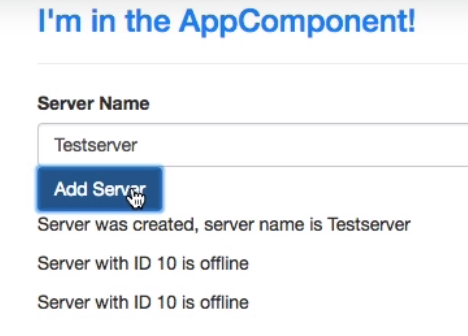 I'm in the AppComponent!
Server Name
Testserver
Add Server
Server was created, server name is Testserver
Server with ID 10 is offline
Server with ID 10 is offline